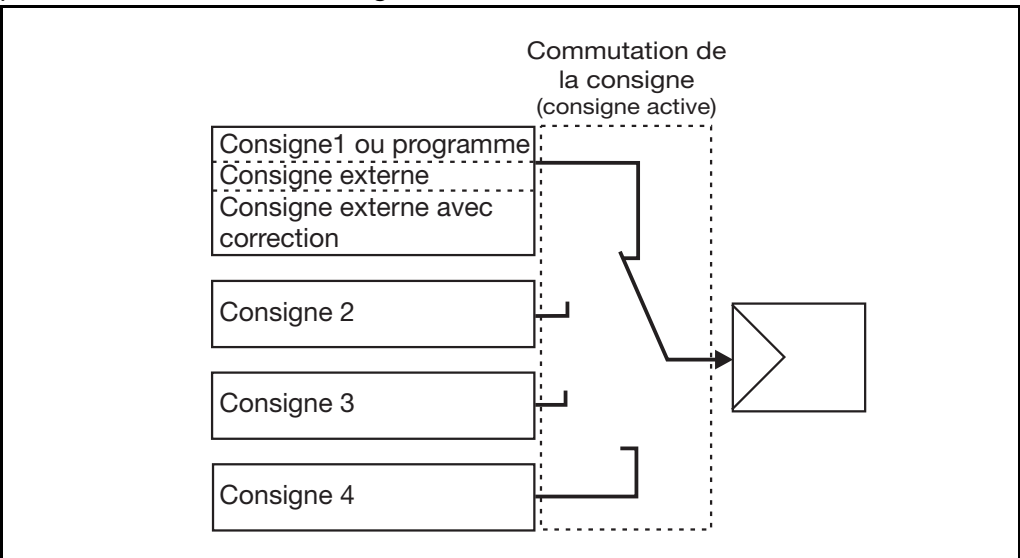 Commutation de
la consigne
(consigne active)
Consigne1 ou programme
Consigne externe
Consigne externe avec
correction
Consigne 2
Consigne 3
Consigne 4